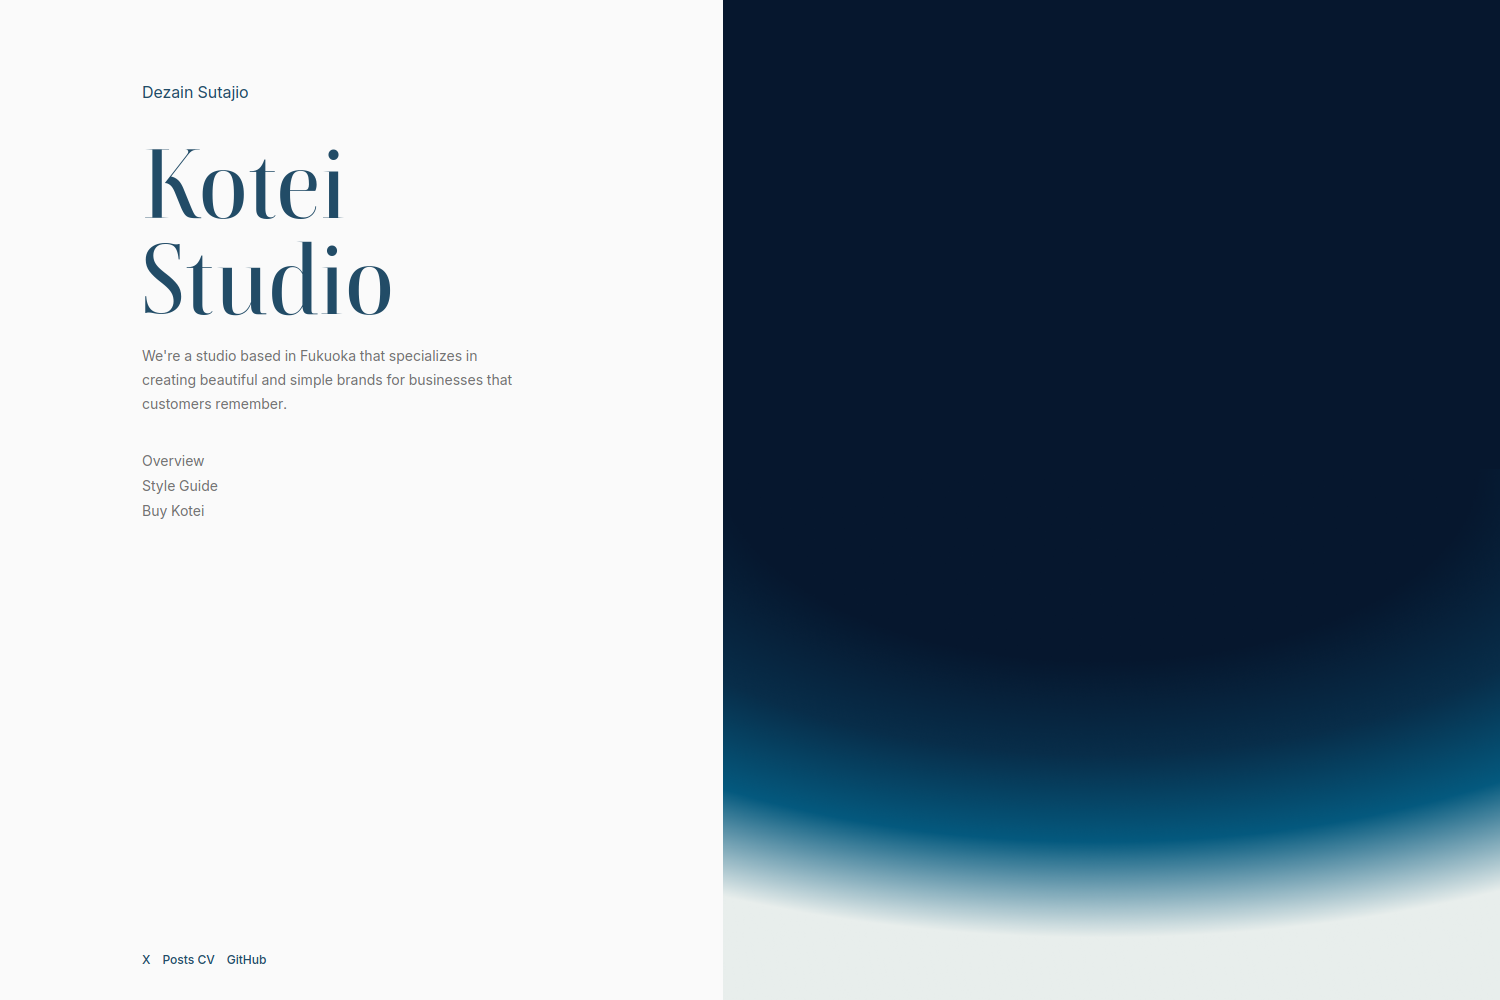 Dezain Sutajio
Kotei
Studio
We're a studio based in Fukuoka that specializes in
creating beautiful and simple brands for businesses that
customers remember.
Overview
Style Guide
Buy Kotei
X Posts CV GitHub